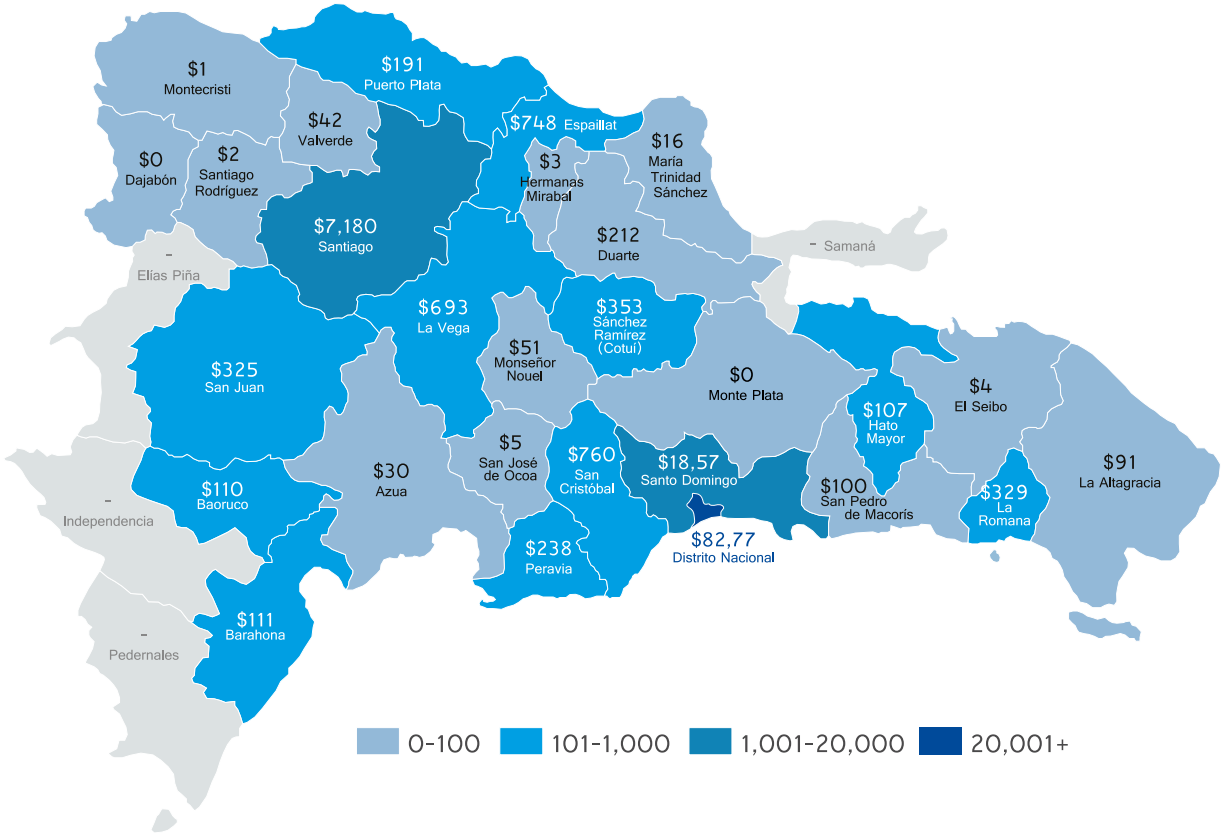 $1
Montecristi
$191
Puerto Plata
$42
Valverde
$748 Espaillat
$16
María
Trinidad
Sánchez
$0
Dajabón
$2
Santiago
Rodríguez
$3
Hermanas
Mirabal
$7,180
Santiago
$212
Duarte
- Samaná
-
Elias Piña
$693
La Vega
$353
Sánchez
Ramírez
(Cotuí)
$325
San Juan
$51
Monseñor
Nouel
$0
Monte Plata
$4
El Seibo
$107
Hato
Mayor
$5
San José
de Ocoa
$760
San
Cristóbal
$18,57
Santo Domingo
$30
Azua
$91
La Altagracia
$110
Baoruco
$100
San Pedro
de Macorís
$329
La
Romana
-
Independencia
$82,77
Distrito Nacional
$238
Peravia
$111
Barahona
-
Pedernales
0-100
101-1,000
1,001-20,000
20,001+